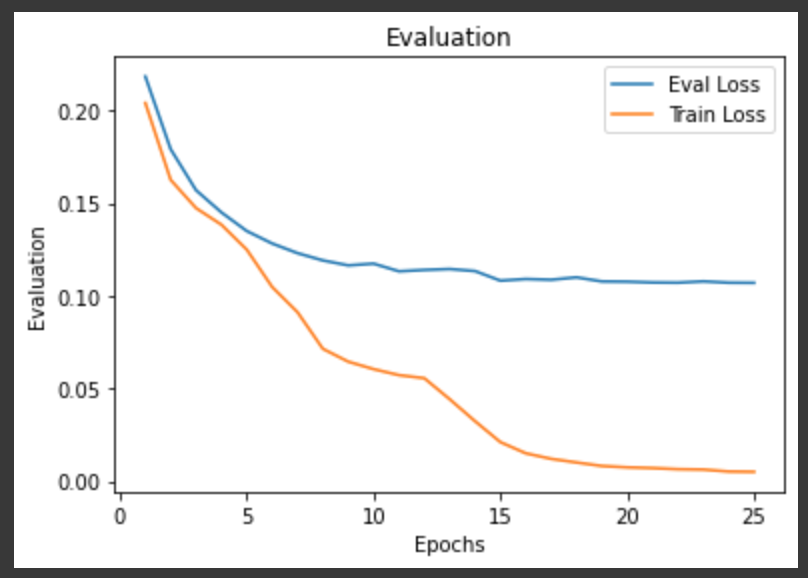 Evaluation
Eval Loss
Train Loss
0.20
0.15
0.10
0.05
0.00
Evaluation
0 5 10 15 20 25
Epochs